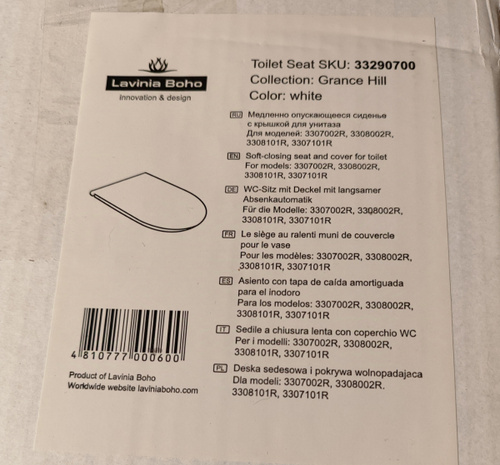 Lavinia Boho
Innovation & design
Toilet Seat SKU: 33290700
Collection: Grance Hill
Color: white
RU Медленно опускающееся сиденье
с крышкой для унитаза
Для моделей: 3307002R, 3308002R,
3308101R, 3307101R
EN Soft-closing seat and cover for toilet
For models: 3307002R, 3308002R,
3308101R, 3307101R
DE WC-Sitz mit Deckel mit langsamer
Absenkautomatik
Für die Modelle: 3307002R, 3308002R,
3308101R, 3307101R
FR Le siège au ralenti muni de couvercle
pour le vase
Pour les modèles: 3307002R, 3308002R,
3308101R, 3307101R
ES Asiento con tapa de caída amortiguada
para el inodoro
Para los modelos: 3307002R, 3308002R,
3308101R, 3307101R
IT Sedile a chiusura lenta con coperchio WC
Per i modelli: 3307002R, 3308002R,
3308101R, 3307101R
PL Deska sedesowa i pokrywa wolnopadająca
Dla modeli: 3307002R, 3308002R.
3308101R, 3307101R
4 810777 000600
Product of Lavinia Boho
Worldwide website laviniaboho.com